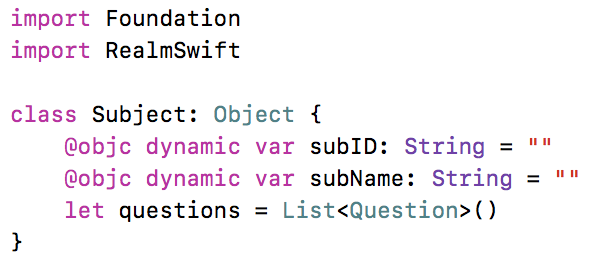 import Foundation
import RealmSwift

class Subject: Object {
    @objc dynamic var subID: String = ""
    @objc dynamic var subName: String = ""
    let questions = List<Question>()
}